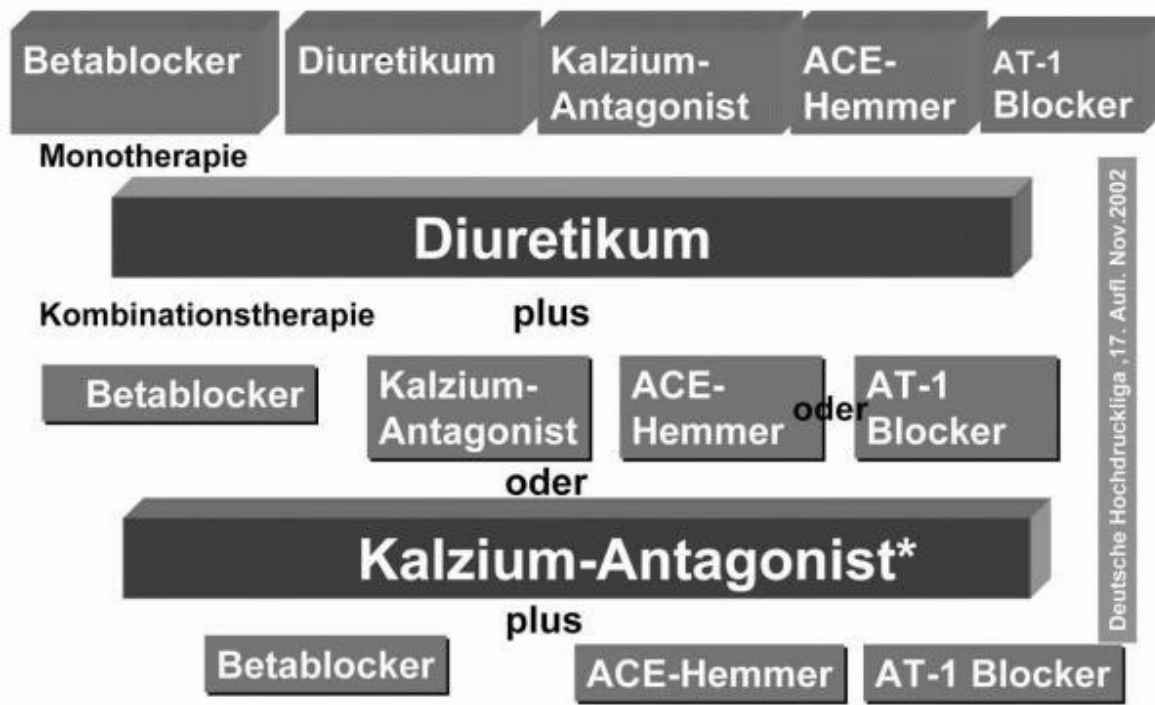 Betablocker
Diuretikum
Kalzium-
Antagonist
ACE-
Hemmer
AT-1
Blocker
Monotherapie
Diuretikum
Kombinationstherapie
plus
Betablocker
Kalzium-
Antagonist
ACE-
Hemmer
oder
AT-1
Blocker
oder
Kalzium-Antagonist*
plus
Betablocker
ACE-Hemmer
AT-1 Blocker
Deutsche Hochdruckliga ,17. Aufl. Nov.2002